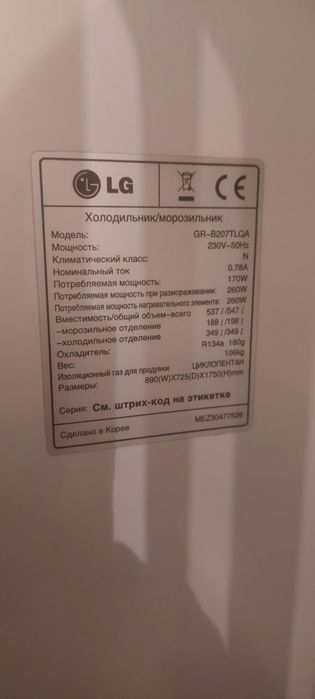 LG CE
Холодильник/морозильник
Модель: GR-B207TLQA
Мощность: 230V~50Hz
Климатический класс: N
Номинальный ток 0.78A
Потребляемая мощность: 170W
Потребляемая мощность при размораживании: 260W
Потребляемая мощность нагревательного элемента: 260W
Вместимость/общий объем–всего 537 l /547 l
–морозильное отделение 188 l /198 l
–холодильное отделение 349 l /349 l
Охладитель: R134a 180g
Вес: 106kg
Изоляционный газ для продувки ЦИКЛОПЕНТАН
Размеры: 890(W)X725(D)X1750(H)mm
Серия: См. штрих-код на этикетке
Сделано в Корее MEZ30477526